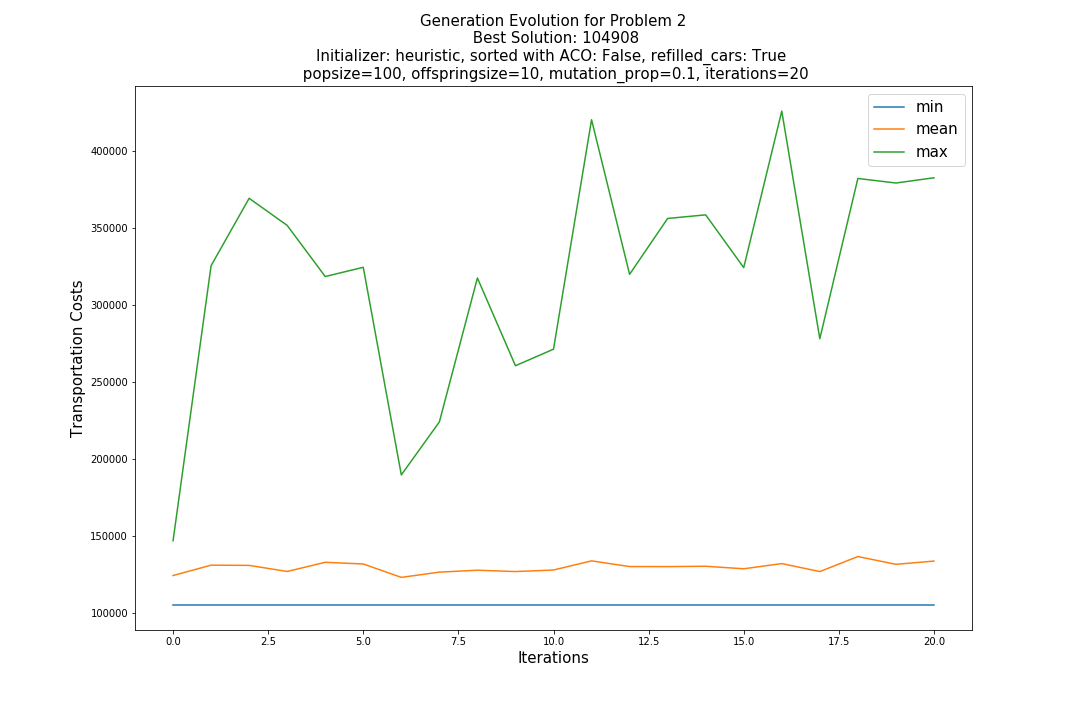 Generation Evolution for Problem 2
Best Solution: 104908
Initializer: heuristic, sorted with ACO: False, refilled_cars: True
popsize=100, offspringsize=10, mutation_prop=0.1, iterations=20
min
mean
max
Transportation Costs
400000
350000
300000
250000
200000
150000
100000
0.0 2.5 5.0 7.5 10.0 12.5 15.0 17.5 20.0
Iterations